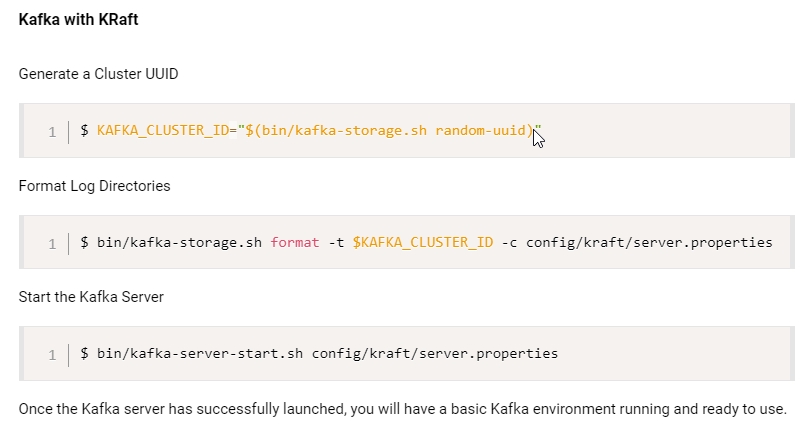 Kafka with KRaft
Generate a Cluster UUID
1 $ KAFKA_CLUSTER_ID="$(bin/kafka-storage.sh random-uuid)"
Format Log Directories
1 $ bin/kafka-storage.sh format -t $KAFKA_CLUSTER_ID -c config/kraft/server.properties
Start the Kafka Server
1 $ bin/kafka-server-start.sh config/kraft/server.properties
Once the Kafka server has successfully launched, you will have a basic Kafka environment running and ready to use.